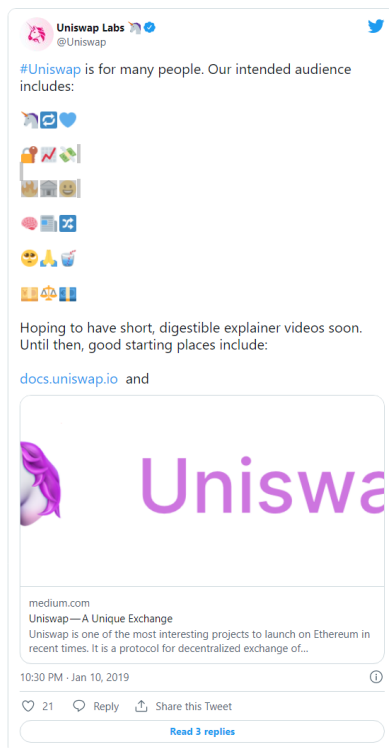 Uniswap Labs 🦄
@Uniswap
#Uniswap is for many people. Our intended audience
includes:
🦄🔁💙
🔐📈💸
🧠📰🔀
🥺🙏🥤
💴⚖️💶
Hoping to have short, digestible explainer videos soon.
Until then, good starting places include:
docs.uniswap.io and
Uniswa
medium.com
Uniswap — A Unique Exchange
Uniswap is one of the most interesting projects to launch on Ethereum in
recent times. It is a protocol for decentralized exchange of...
10:30 PM · Jan 10, 2019
21 Reply Share this Tweet
Read 3 replies